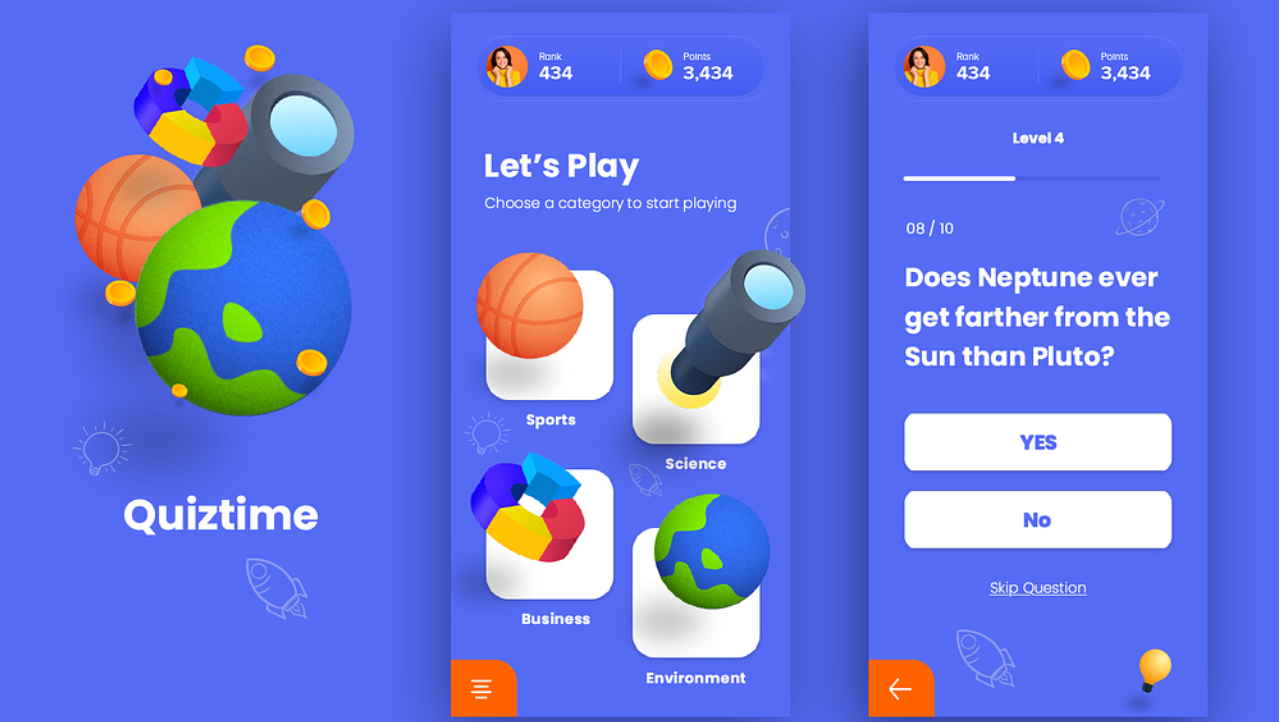 Quiztime
Rank
434
Points
3,434
Let's Play
Choose a category to start playing
Sports
Science
Business
Environment
Rank
434
Points
3,434
Level 4
08 / 10
Does Neptune ever
get farther from the
Sun than Pluto?
YES
No
Skip Question